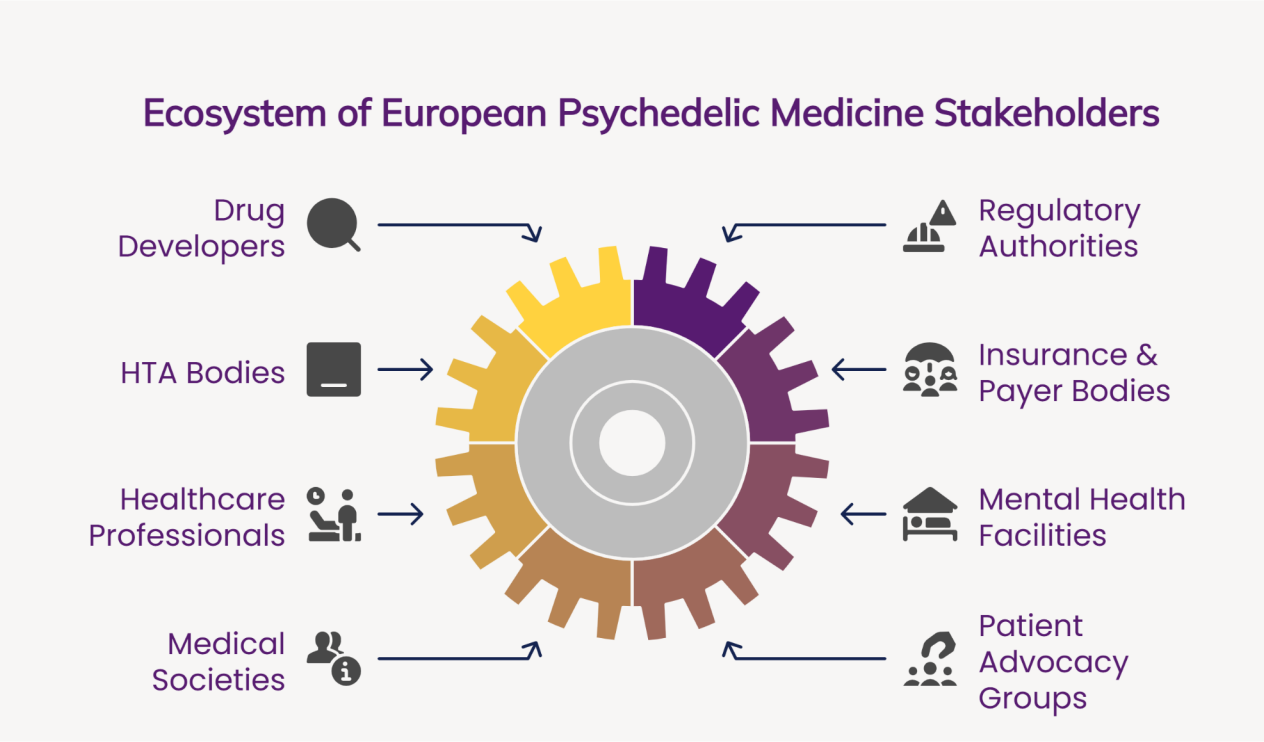 Ecosystem of European Psychedelic Medicine Stakeholders
Drug
Developers
HTA Bodies
Healthcare
Professionals
Medical
Societies
Regulatory
Authorities
Insurance &
Payer Bodies
Mental Health
Facilities
Patient
Advocacy
Groups